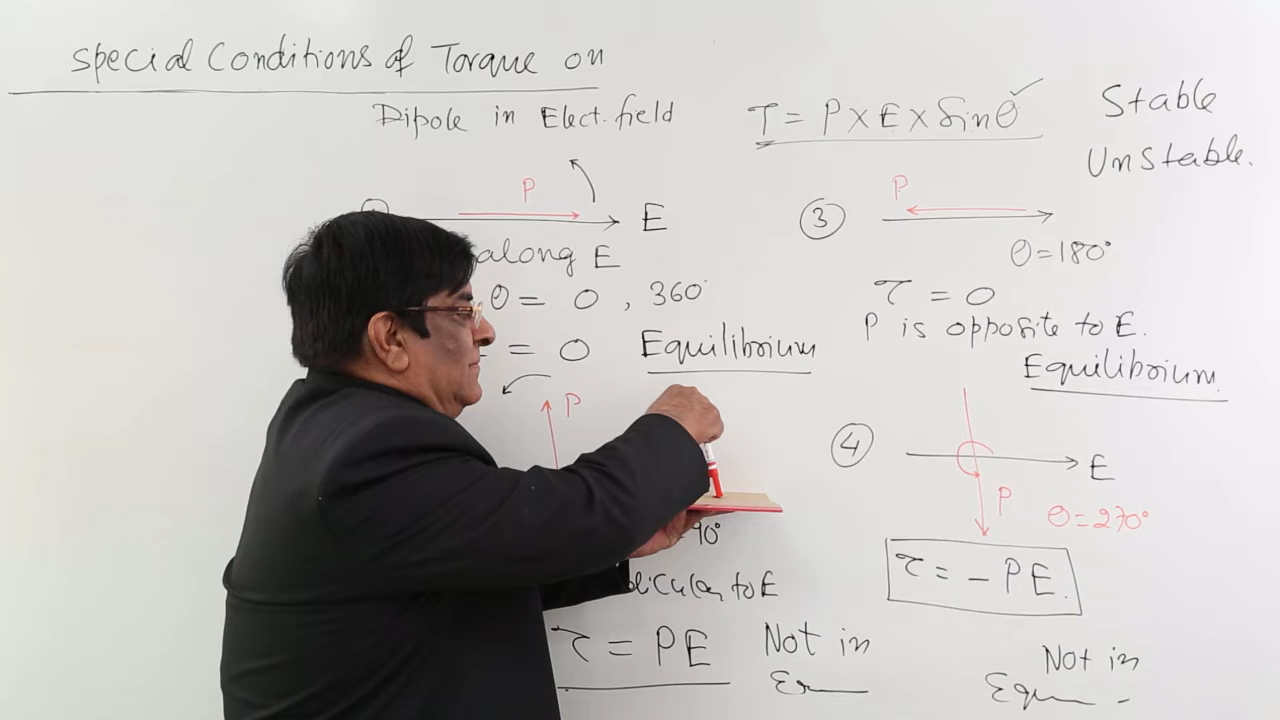 Special Conditions of Torque on
Dipole in Elect. field
τ = P × E × Sin θ ✓
Stable
Unstable.
P
E
along E
θ = 0, 360°
= 0 Equilibrium
P
90°
to E
τ = PE
Not in
③
P
θ = 180°
τ = 0
P is opposite to E.
Equilibrium.
④
E
P
θ = 270°
τ = - PE.
Not in